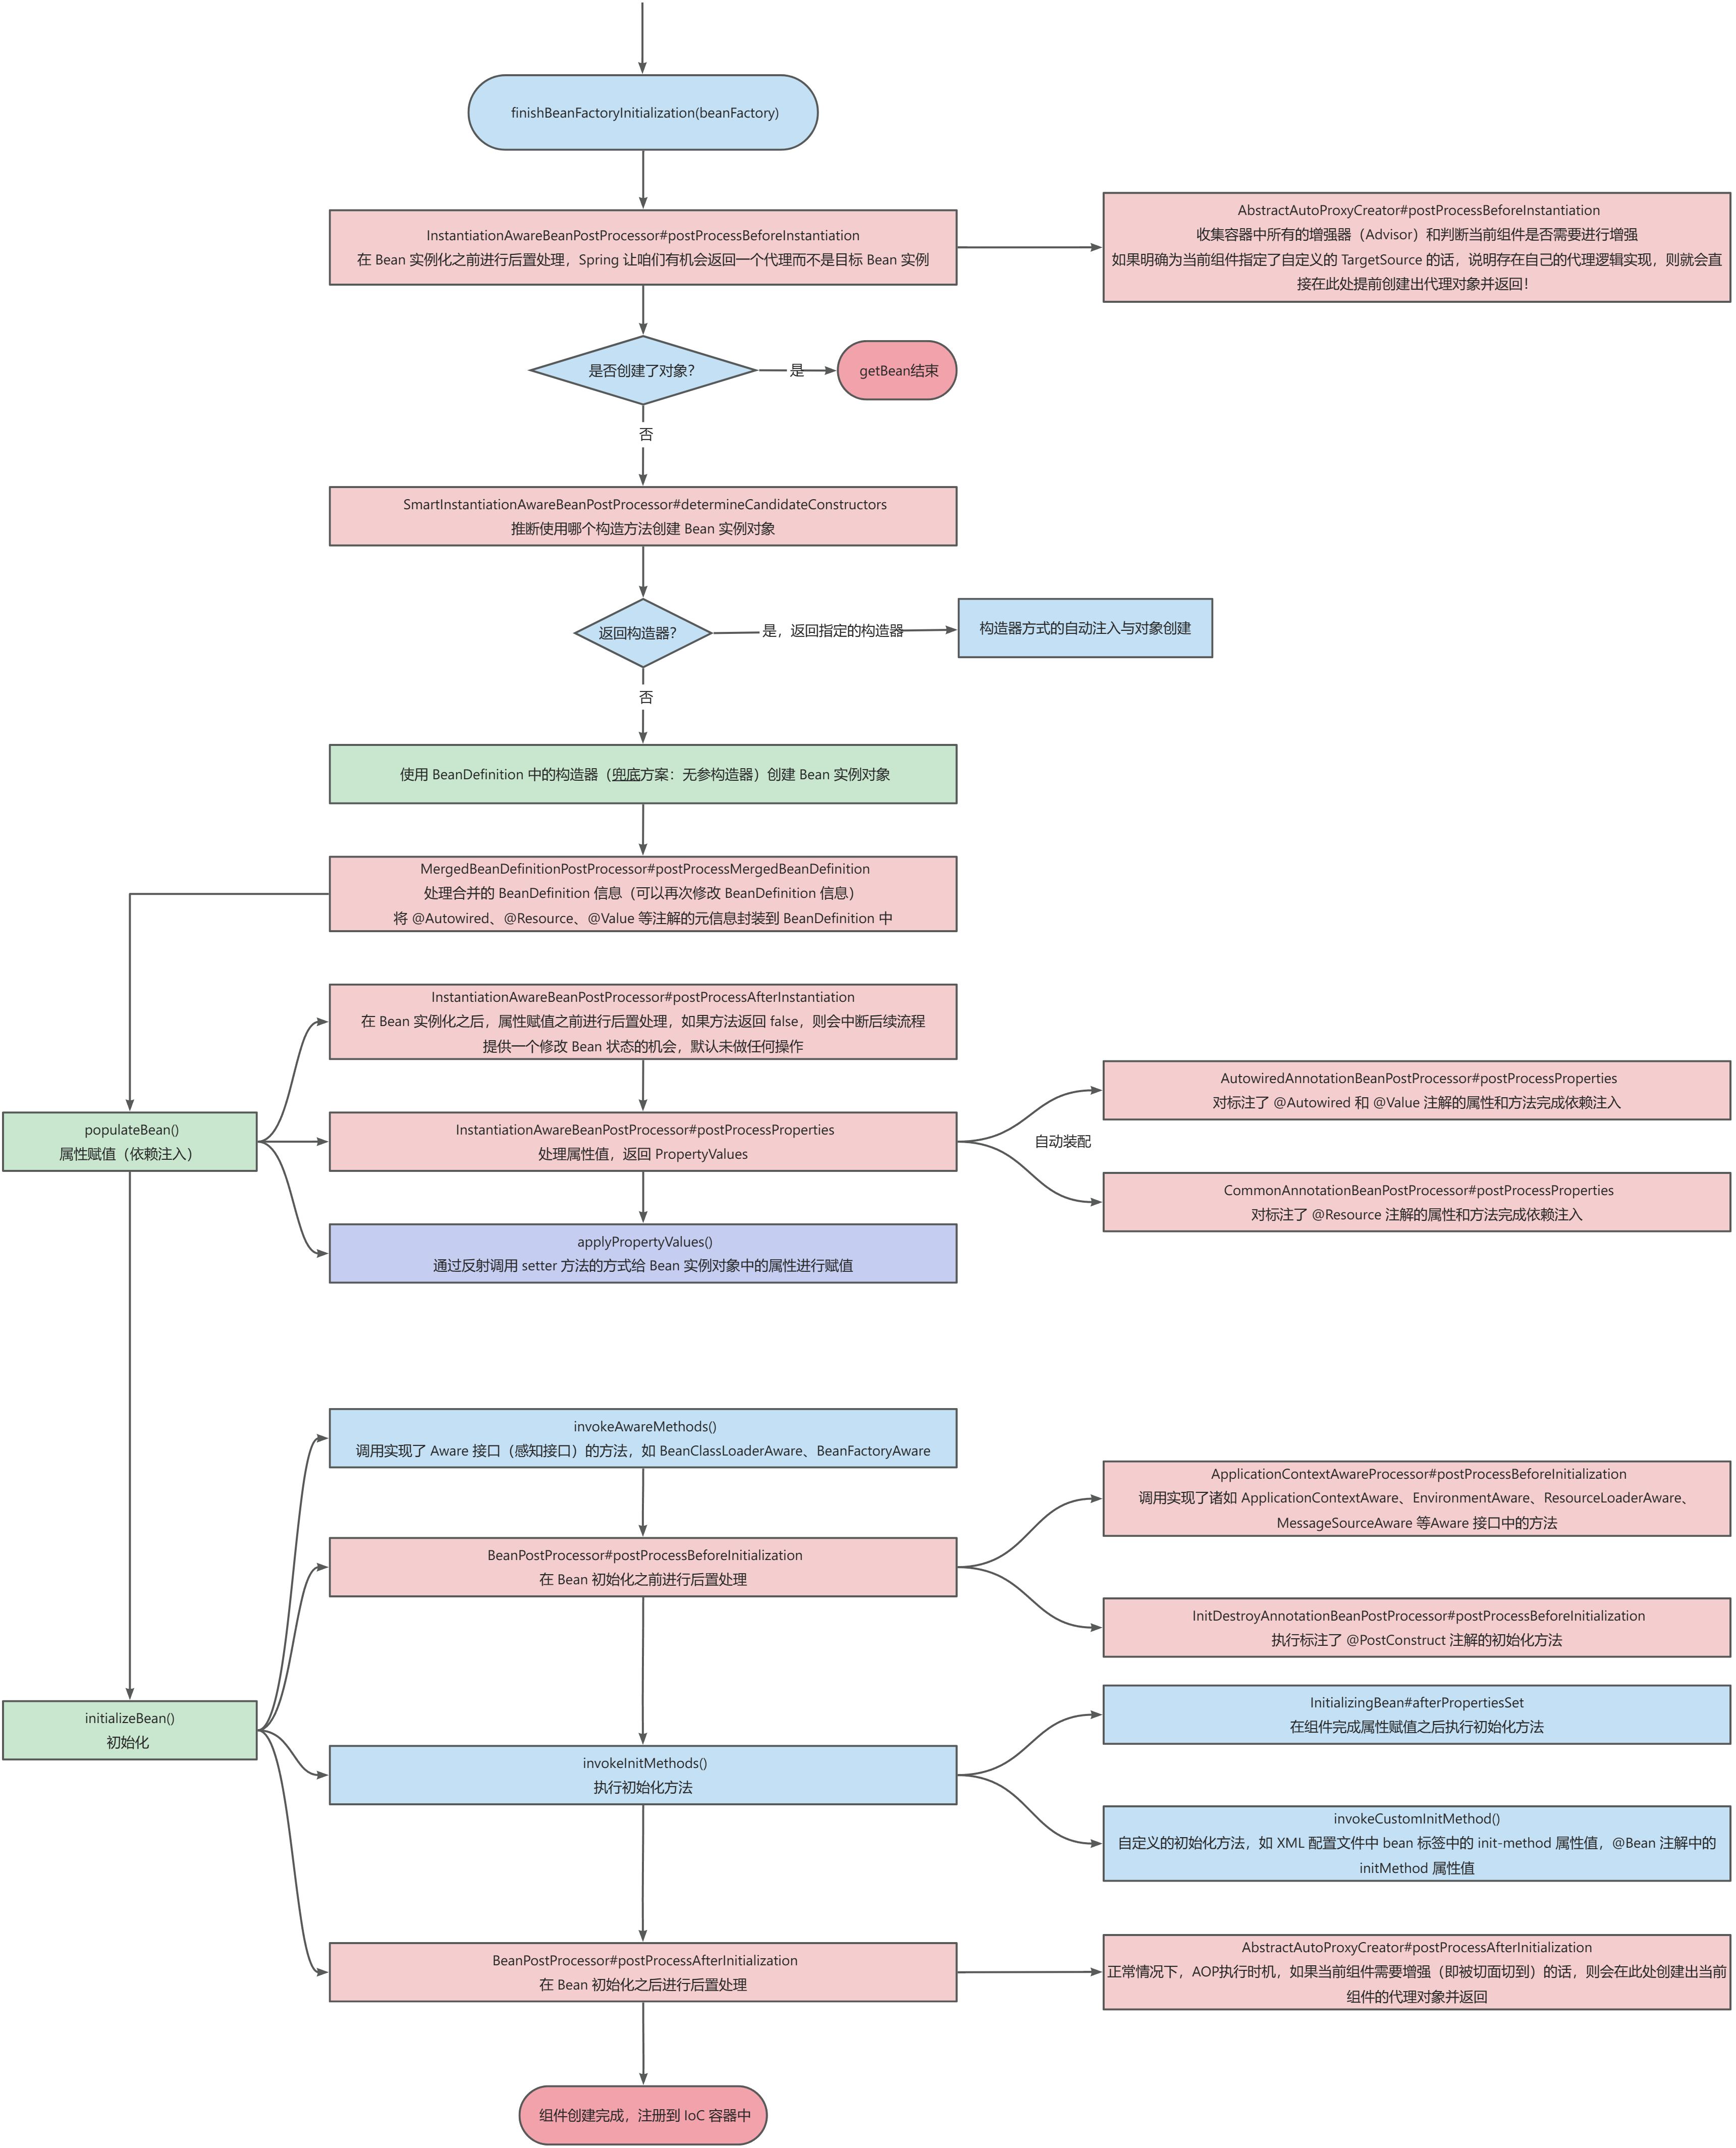 finishBeanFactoryInitialization(beanFactory)
InstantiationAwareBeanPostProcessor#postProcessBeforeInstantiation
在 Bean 实例化之前进行后置处理，Spring 让咱们有机会返回一个代理而不是目标 Bean 实例
AbstractAutoProxyCreator#postProcessBeforeInstantiation
收集容器中所有的增强器（Advisor）和判断当前组件是否需要进行增强
如果明确为当前组件指定了自定义的 TargetSource 的话，说明存在自己的代理逻辑实现，则就会直
接在此处提前创建出代理对象并返回！
是否创建了对象？
是
getBean结束
否
SmartInstantiationAwareBeanPostProcessor#determineCandidateConstructors
推断使用哪个构造方法创建 Bean 实例对象
返回构造器？
是，返回指定的构造器
构造器方式的自动注入与对象创建
否
使用 BeanDefinition 中的构造器（兜底方案：无参构造器）创建 Bean 实例对象
MergedBeanDefinitionPostProcessor#postProcessMergedBeanDefinition
处理合并的 BeanDefinition 信息（可以再次修改 BeanDefinition 信息）
将 @Autowired、@Resource、@Value 等注解的元信息封装到 BeanDefinition 中
InstantiationAwareBeanPostProcessor#postProcessAfterInstantiation
在 Bean 实例化之后，属性赋值之前进行后置处理，如果方法返回 false，则会中断后续流程
提供一个修改 Bean 状态的机会，默认未做任何操作
populateBean()
属性赋值（依赖注入）
InstantiationAwareBeanPostProcessor#postProcessProperties
处理属性值，返回 PropertyValues
自动装配
AutowiredAnnotationBeanPostProcessor#postProcessProperties
对标注了 @Autowired 和 @Value 注解的属性和方法完成依赖注入
CommonAnnotationBeanPostProcessor#postProcessProperties
对标注了 @Resource 注解的属性和方法完成依赖注入
applyPropertyValues()
通过反射调用 setter 方法的方式给 Bean 实例对象中的属性进行赋值
invokeAwareMethods()
调用实现了 Aware 接口（感知接口）的方法，如 BeanClassLoaderAware、BeanFactoryAware
BeanPostProcessor#postProcessBeforeInitialization
在 Bean 初始化之前进行后置处理
ApplicationContextAwareProcessor#postProcessBeforeInitialization
调用实现了诸如 ApplicationContextAware、EnvironmentAware、ResourceLoaderAware、
MessageSourceAware 等Aware 接口中的方法
InitDestroyAnnotationBeanPostProcessor#postProcessBeforeInitialization
执行标注了 @PostConstruct 注解的初始化方法
initializeBean()
初始化
invokeInitMethods()
执行初始化方法
InitializingBean#afterPropertiesSet
在组件完成属性赋值之后执行初始化方法
invokeCustomInitMethod()
自定义的初始化方法，如 XML 配置文件中 bean 标签中的 init-method 属性值，@Bean 注解中的
initMethod 属性值
BeanPostProcessor#postProcessAfterInitialization
在 Bean 初始化之后进行后置处理
AbstractAutoProxyCreator#postProcessAfterInitialization
正常情况下，AOP执行时机，如果当前组件需要增强（即被切面切到）的话，则会在此处创建出当前
组件的代理对象并返回
组件创建完成，注册到 IoC 容器中